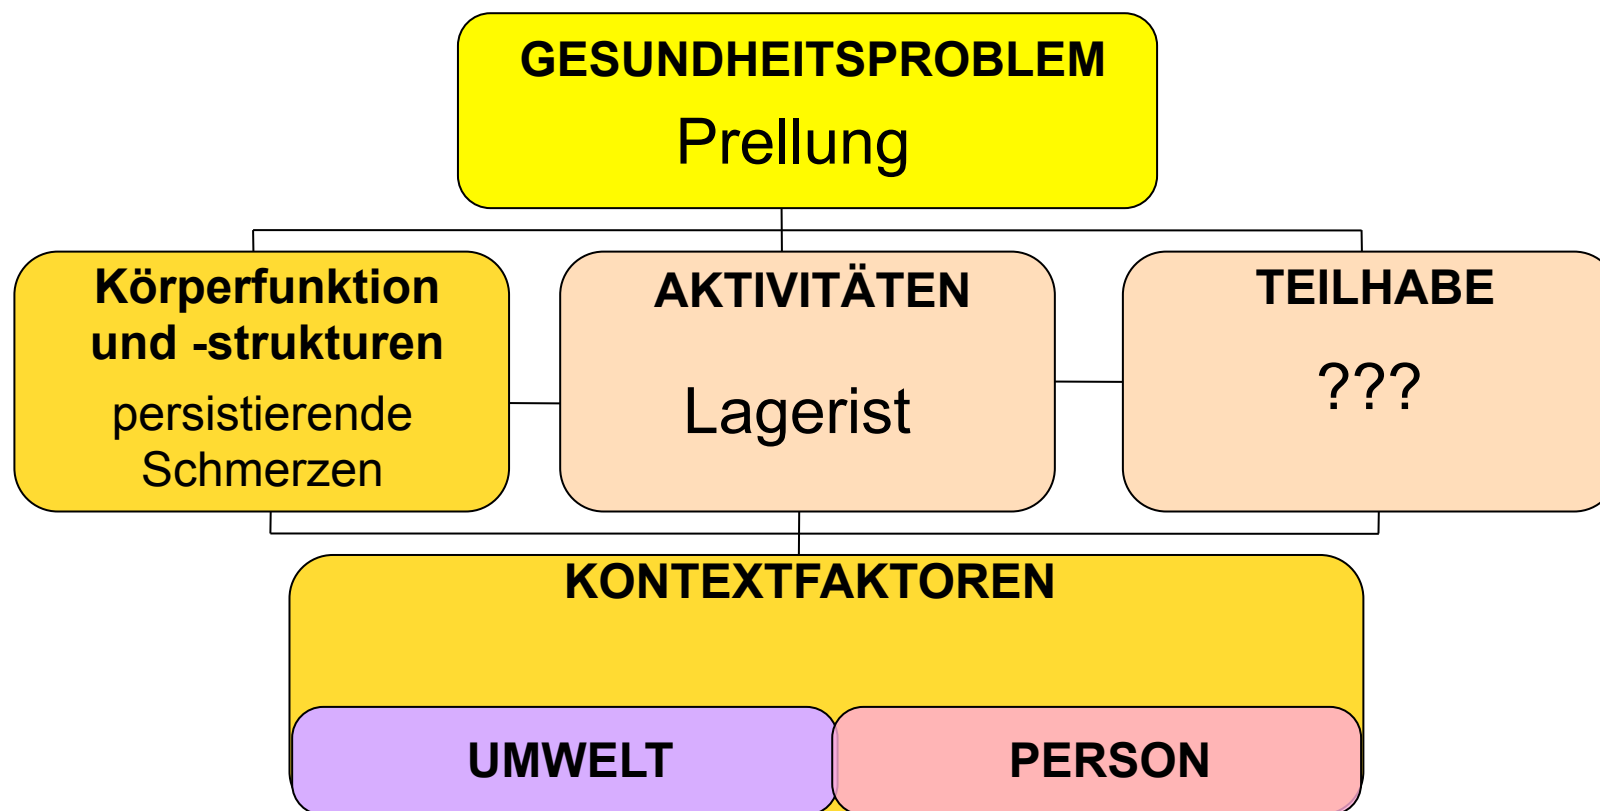 GESUNDHEITSPROBLEM
Prellung
Körperfunktion
und -strukturen
persistierende
Schmerzen
AKTIVITÄTEN
Lagerist
TEILHABE
???
KONTEXTFAKTOREN
UMWELT
PERSON